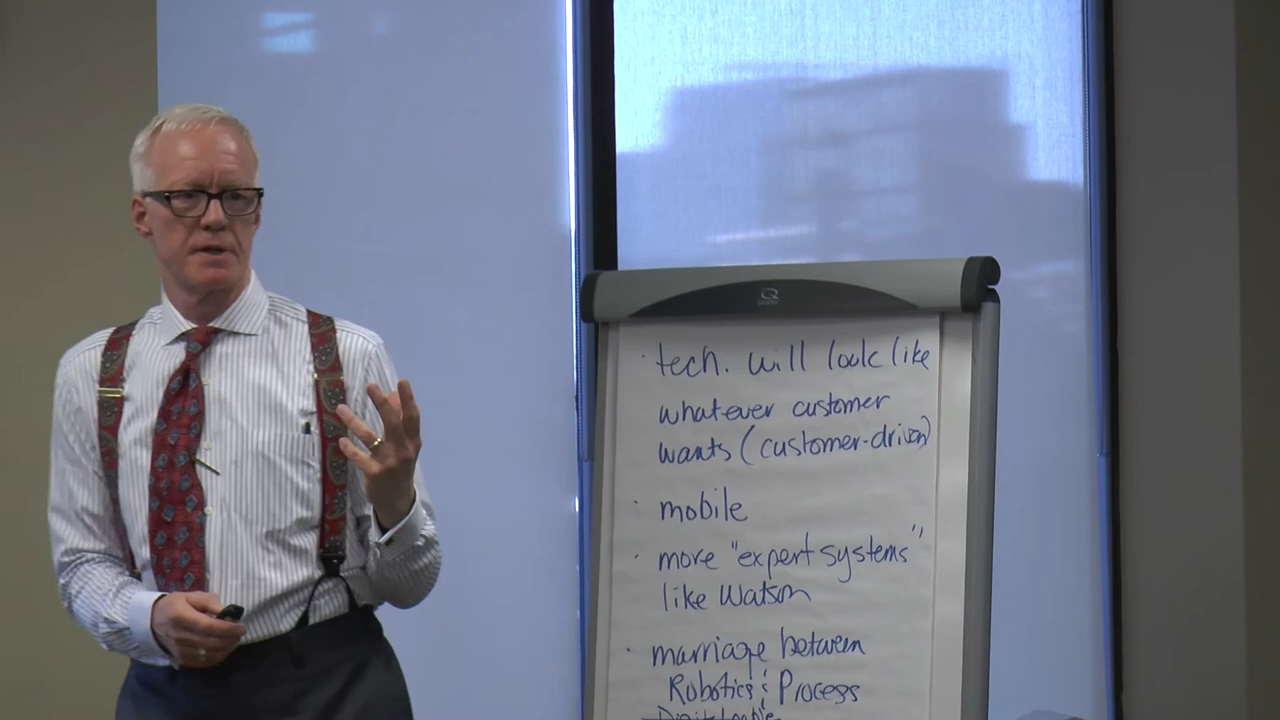 · tech. will look like
whatever customer
wants (customer-driven)
· mobile
· more "expert systems"
like Watson
· marriage between
Robotics & Process